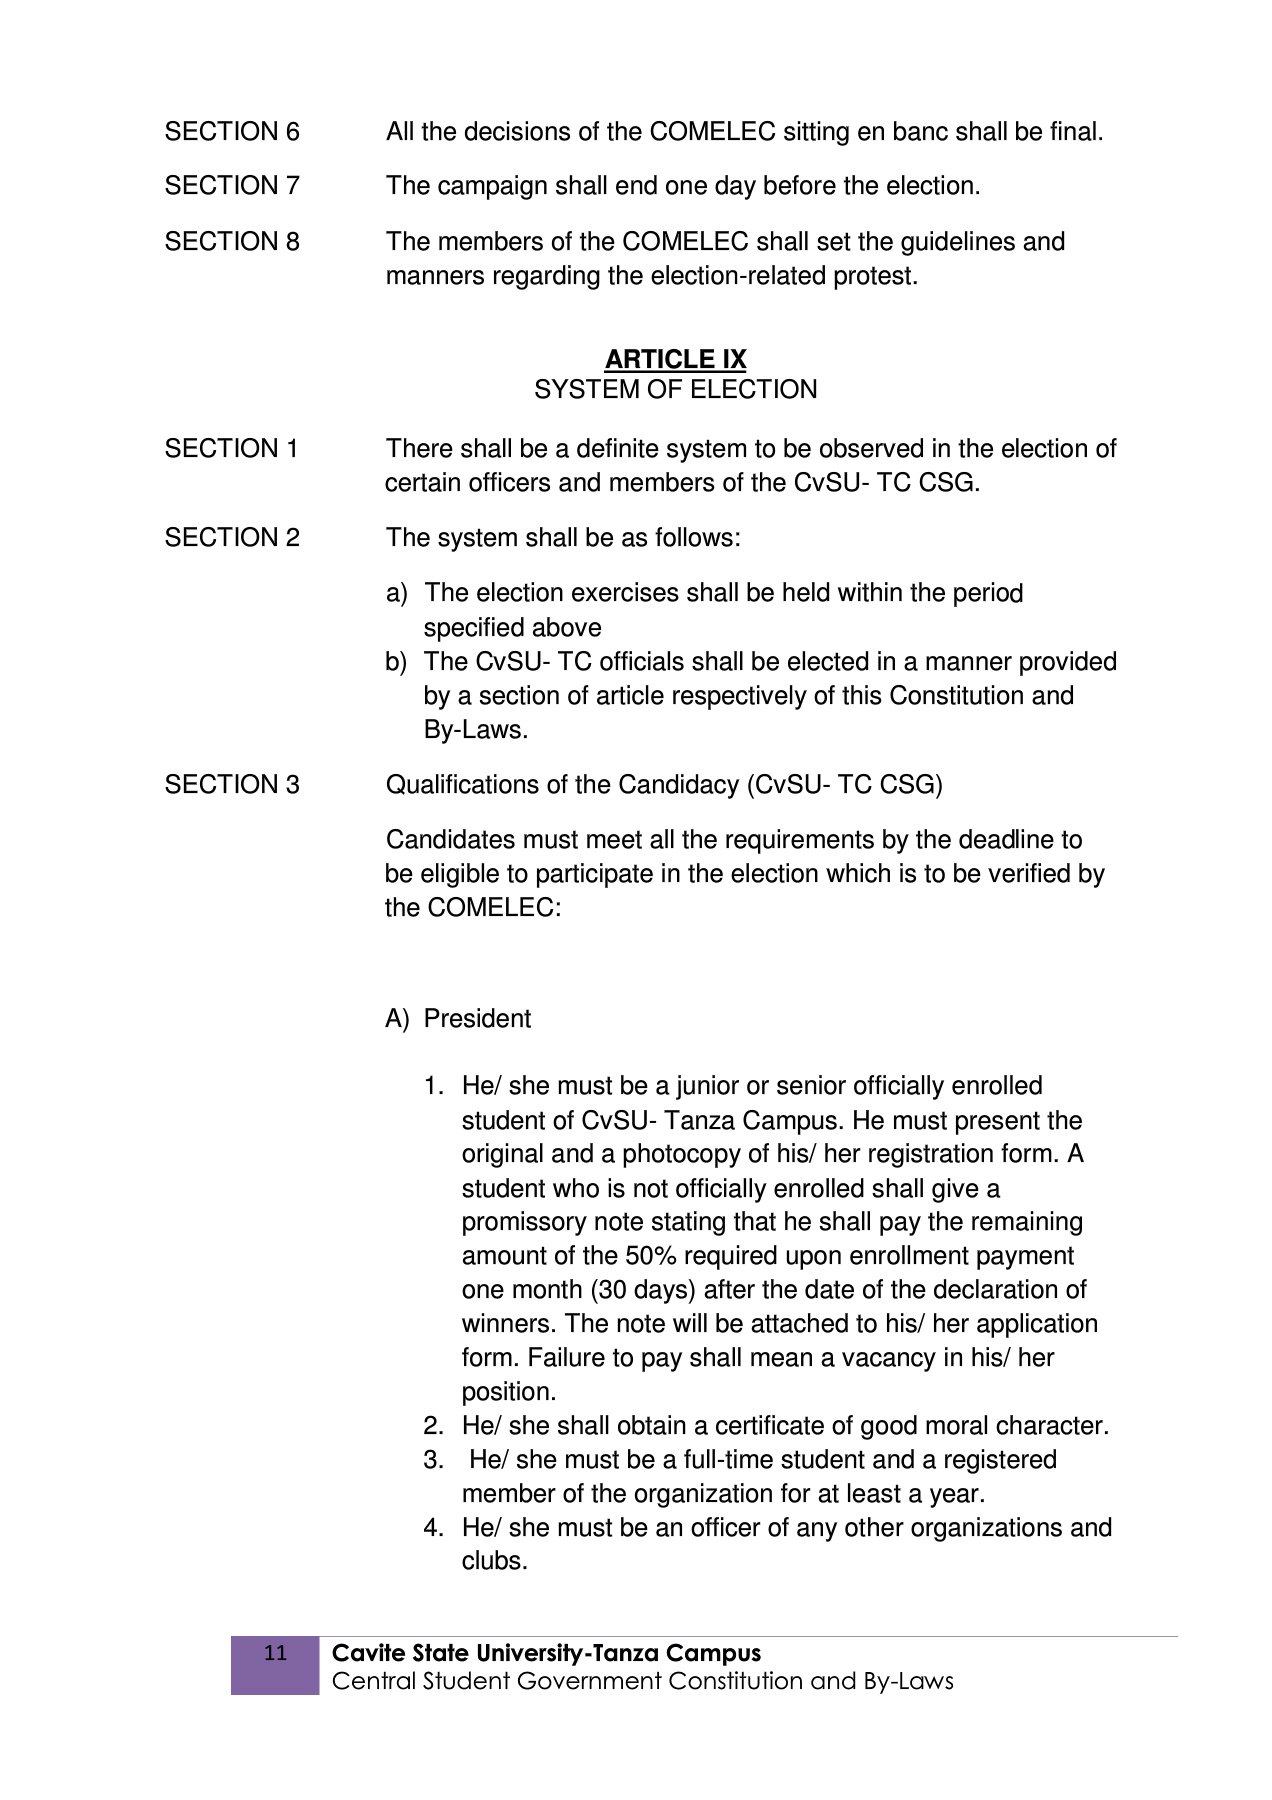 SECTION 6 All the decisions of the COMELEC sitting en banc shall be final.
SECTION 7 The campaign shall end one day before the election.
SECTION 8 The members of the COMELEC shall set the guidelines and
manners regarding the election-related protest.
ARTICLE IX
SYSTEM OF ELECTION
SECTION 1 There shall be a definite system to be observed in the election of
certain officers and members of the CvSU- TC CSG.
SECTION 2 The system shall be as follows:
a) The election exercises shall be held within the period
specified above
b) The CvSU- TC officials shall be elected in a manner provided
by a section of article respectively of this Constitution and
By-Laws.
SECTION 3 Qualifications of the Candidacy (CvSU- TC CSG)
Candidates must meet all the requirements by the deadline to
be eligible to participate in the election which is to be verified by
the COMELEC:
A) President
1. He/ she must be a junior or senior officially enrolled
student of CvSU- Tanza Campus. He must present the
original and a photocopy of his/ her registration form. A
student who is not officially enrolled shall give a
promissory note stating that he shall pay the remaining
amount of the 50% required upon enrollment payment
one month (30 days) after the date of the declaration of
winners. The note will be attached to his/ her application
form. Failure to pay shall mean a vacancy in his/ her
position.
2. He/ she shall obtain a certificate of good moral character.
3. He/ she must be a full-time student and a registered
member of the organization for at least a year.
4. He/ she must be an officer of any other organizations and
clubs.
11 Cavite State University-Tanza Campus
Central Student Government Constitution and By-Laws